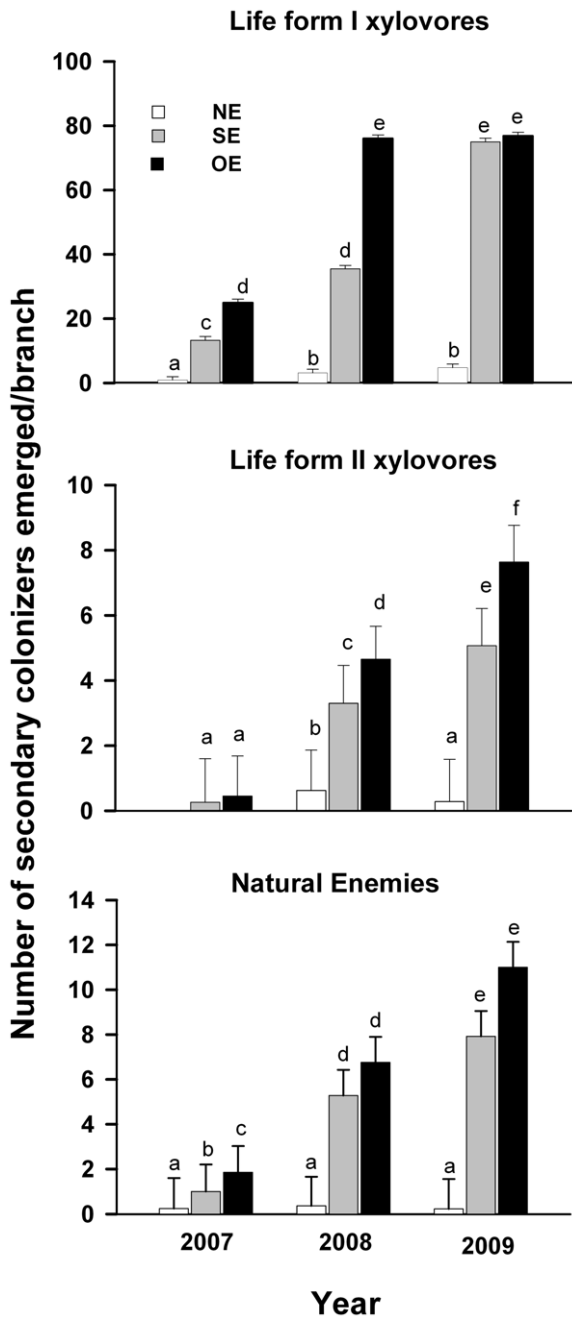 Life form I xylovores
100
80
60
40
20
0
NE
SE
OE
a
c
d
b
d
e
b
e
e
Number of secondary colonizers emerged/branch
Life form II xylovores
10
8
6
4
2
0
a
a
b
c
d
a
e
f
Natural Enemies
14
12
10
8
6
4
2
0
a
b
c
a
d
d
a
e
e
2007 2008 2009
Year